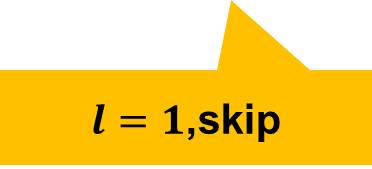 l = 1,skip